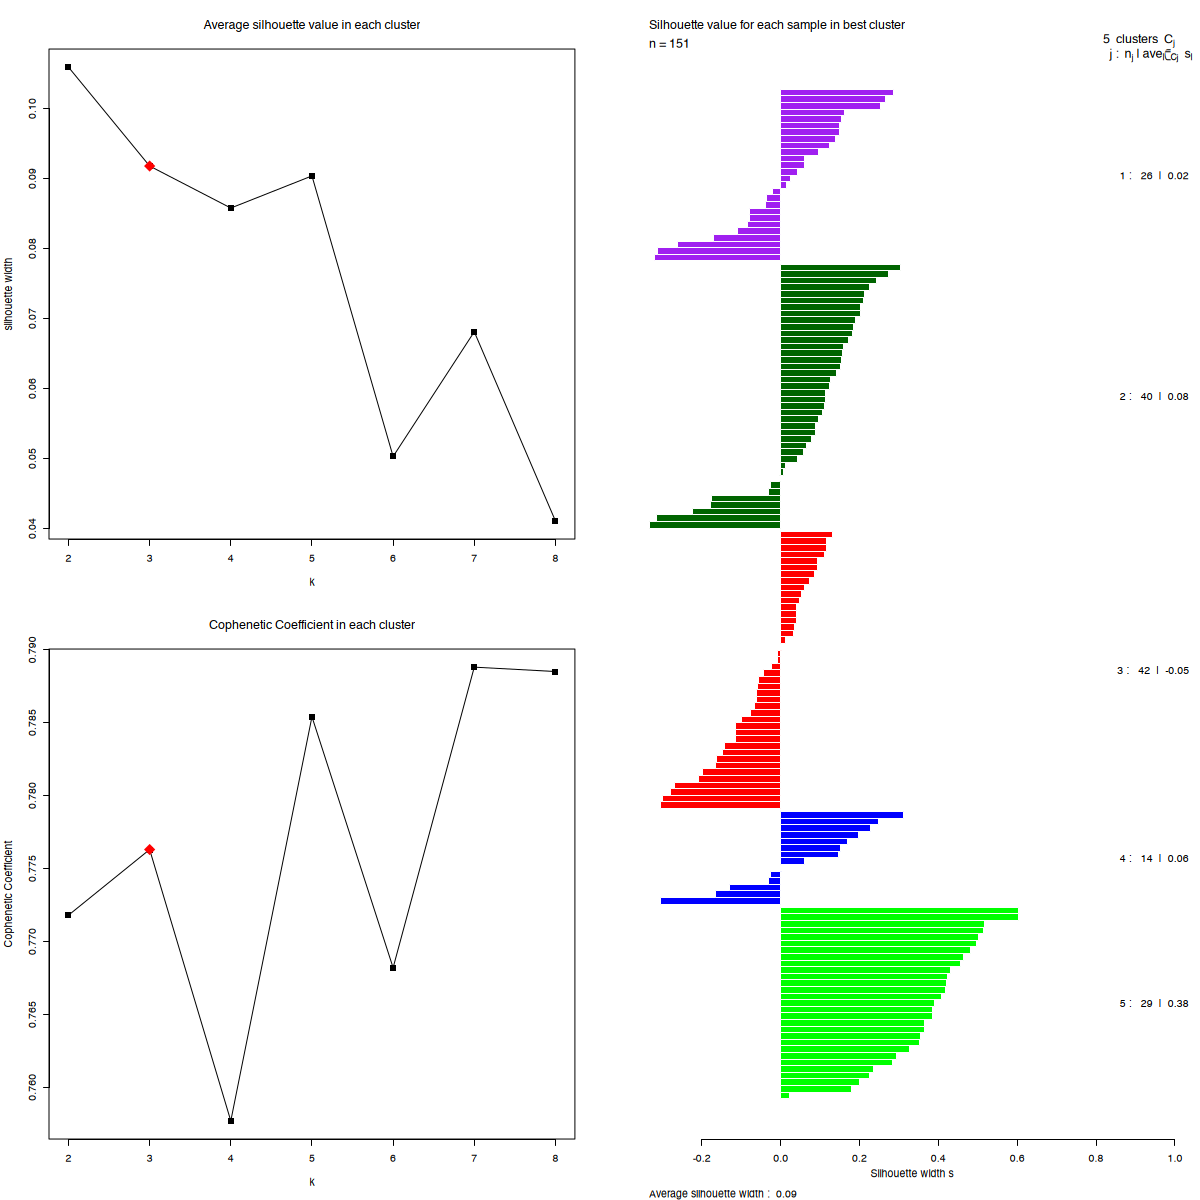 Average silhouette value in each cluster
silhouette width
0.10
0.09
0.08
0.07
0.06
0.05
0.04
2 3 4 5 6 7 8
k
Cophenetic Coefficient in each cluster
Cophenetic Coefficient
0.790
0.785
0.780
0.775
0.770
0.765
0.760
2 3 4 5 6 7 8
k
Silhouette value for each sample in best cluster
n = 151
5 clusters Cj
j : nj | avei∈Cj si
1 : 26 | 0.02
2 : 40 | 0.08
3 : 42 | -0.05
4 : 14 | 0.06
5 : 29 | 0.38
-0.2 0.0 0.2 0.4 0.6 0.8 1.0
Silhouette width s
Average silhouette width : 0.09